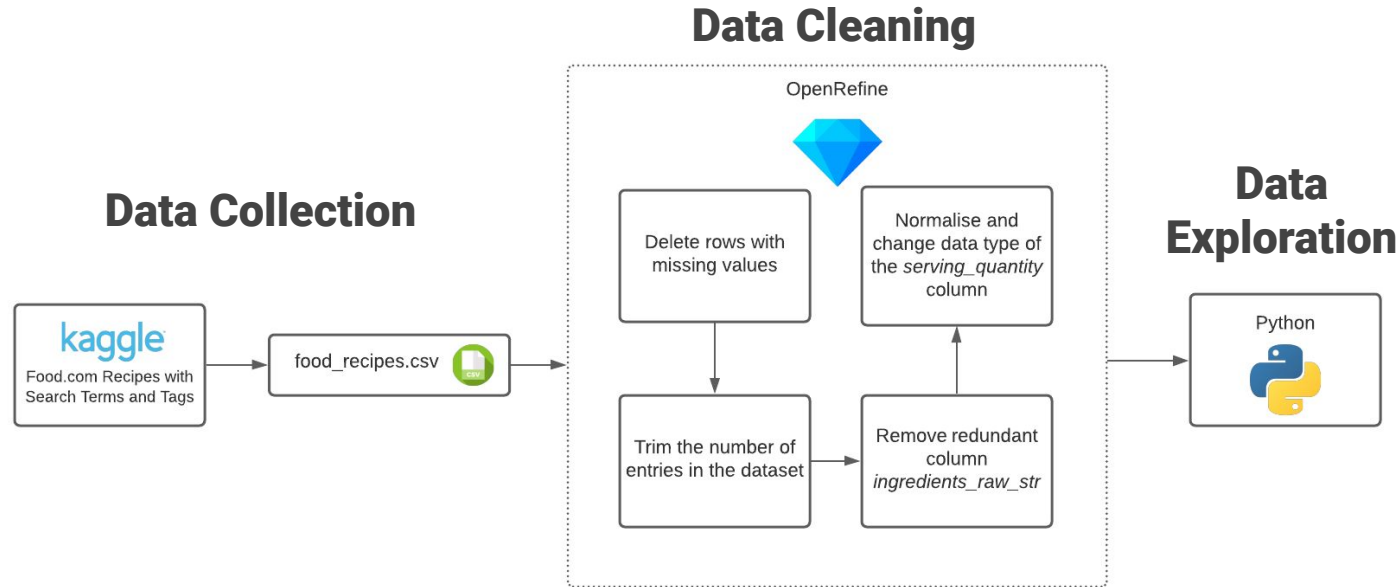 Data Cleaning
OpenRefine
Data Collection
kaggle
Food.com Recipes with
Search Terms and Tags
food_recipes.csv
CSV
Delete rows with
missing values
Trim the number of
entries in the dataset
Remove redundant
column
ingredients_raw_str
Normalise and
change data type of
the serving_quantity
column
Data
Exploration
Python